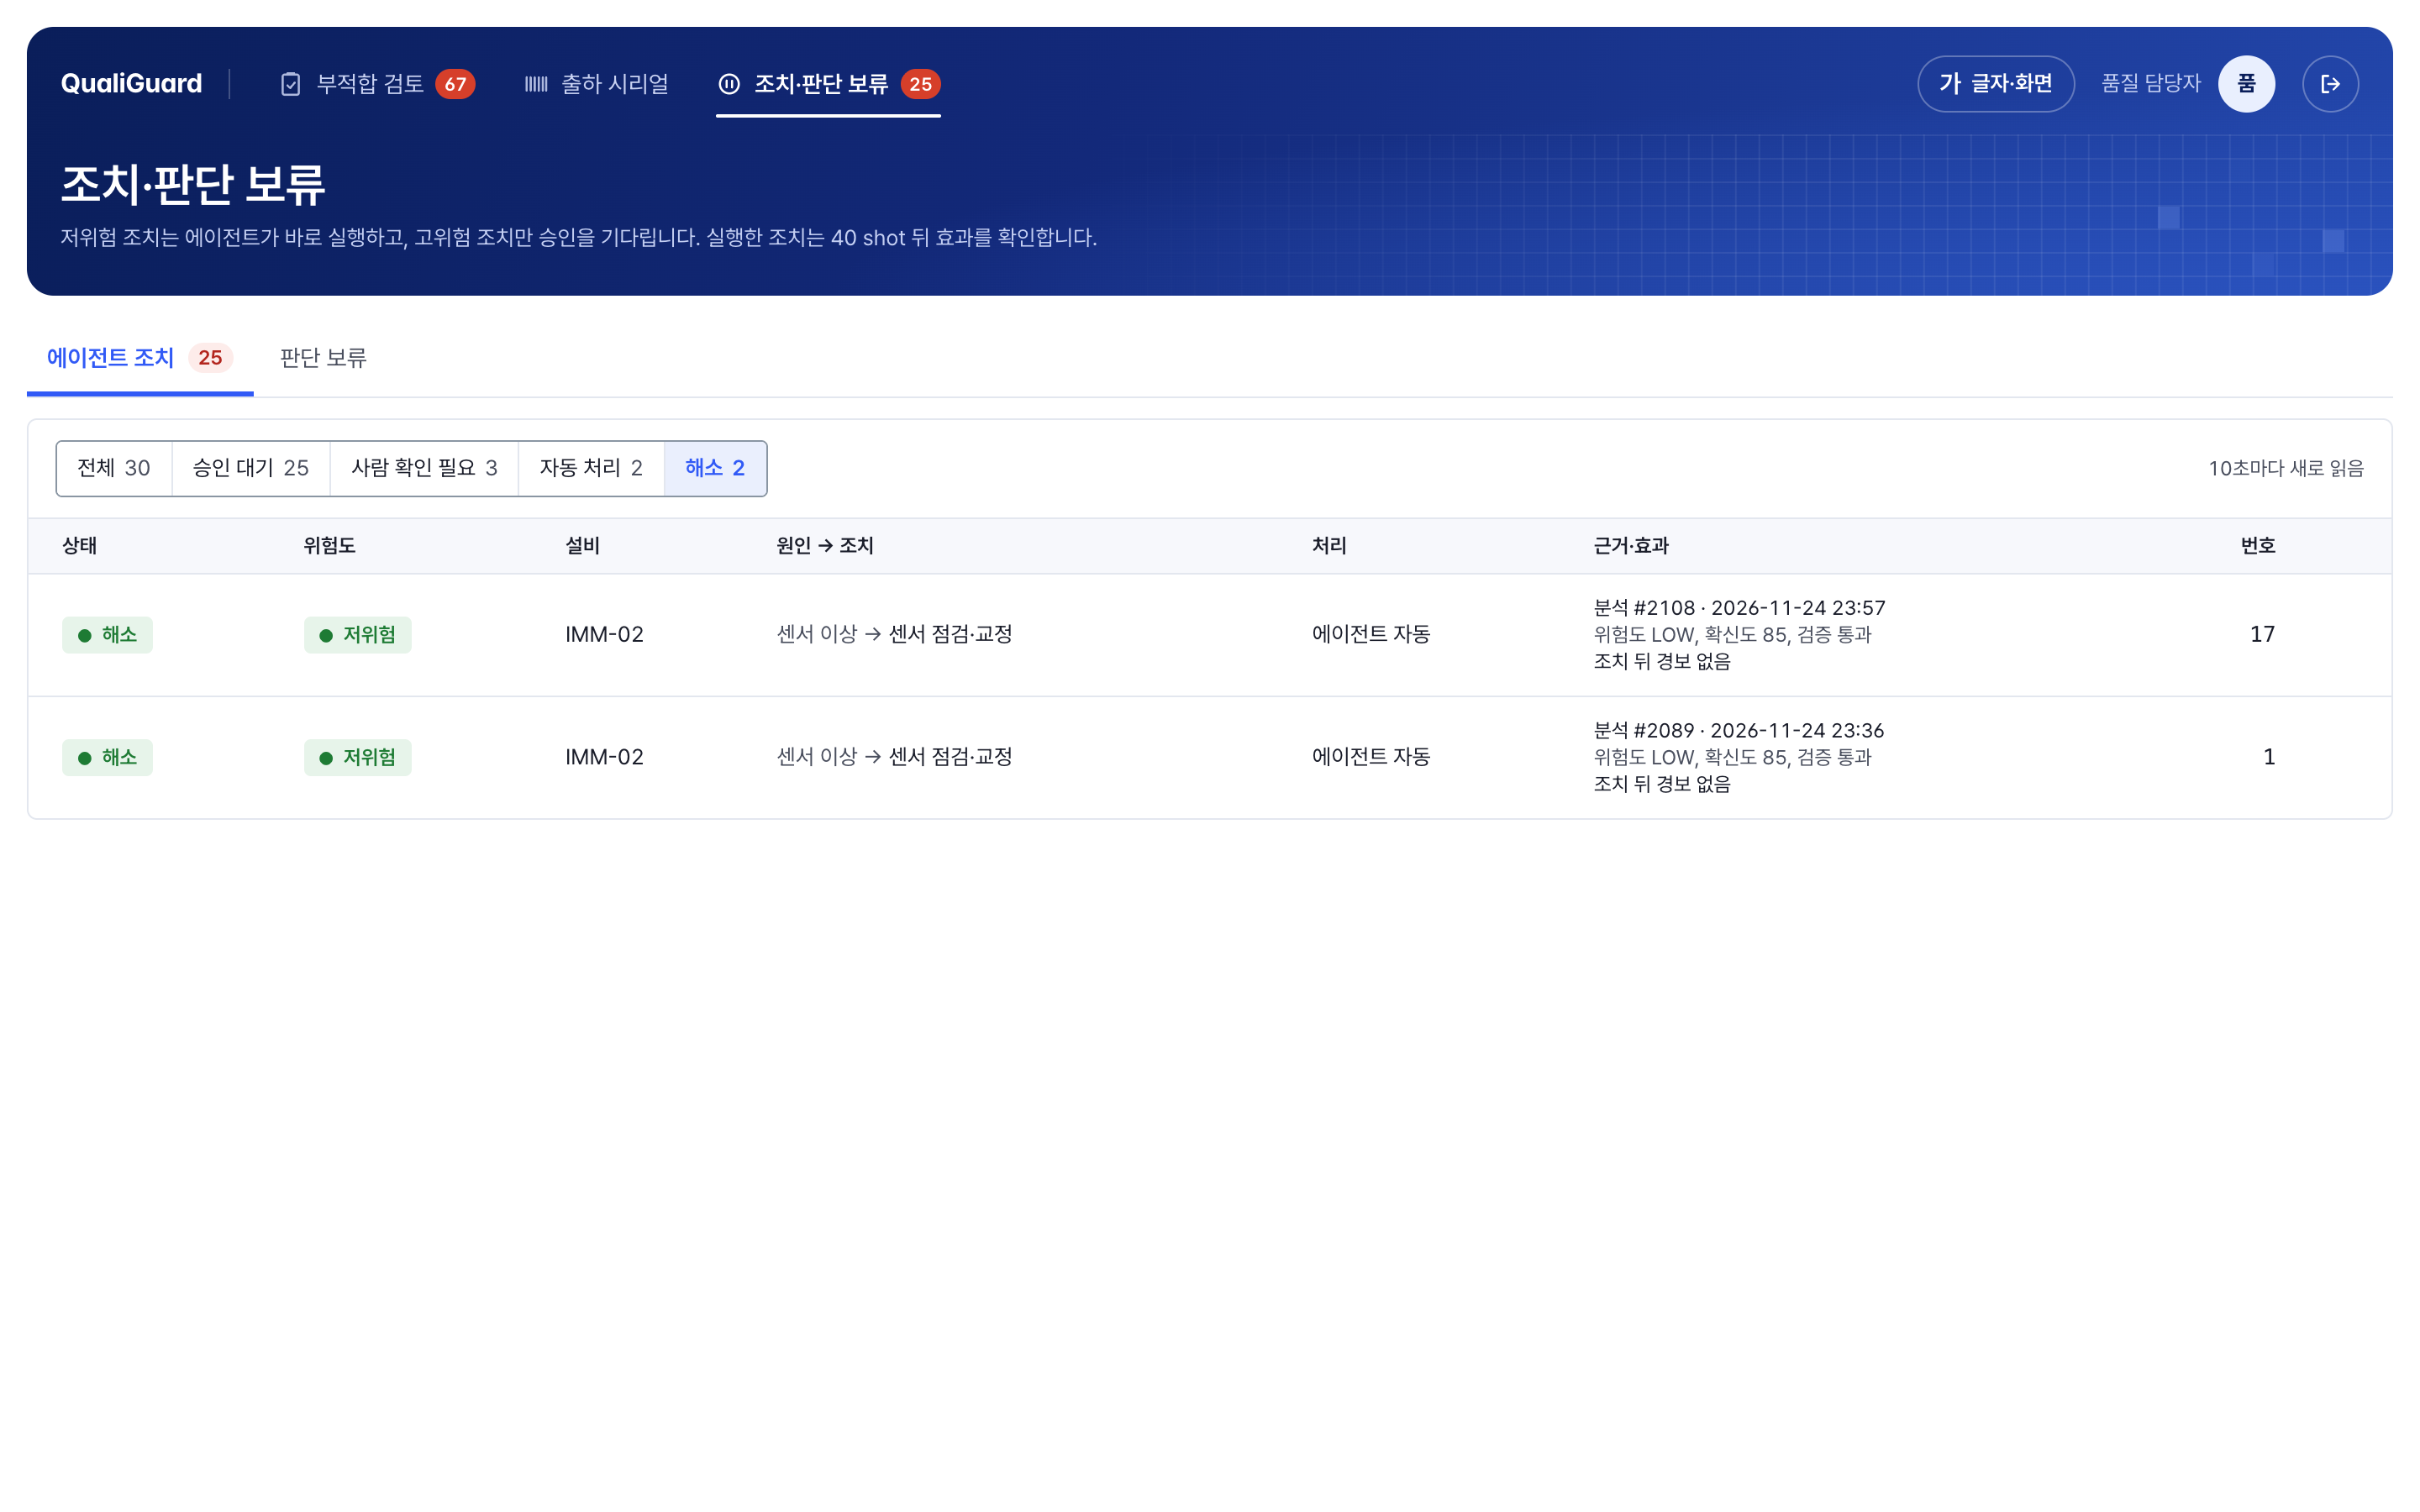 QualiGuard 부적합 검토 67 출하 시리얼 조치·판단 보류 25 가 글자·화면 품질 담당자 품
조치·판단 보류
저위험 조치는 에이전트가 바로 실행하고, 고위험 조치만 승인을 기다립니다. 실행한 조치는 40 shot 뒤 효과를 확인합니다.
에이전트 조치 25 판단 보류
전체 30 승인 대기 25 사람 확인 필요 3 자동 처리 2 해소 2 10초마다 새로 읽음
상태 위험도 설비 원인 → 조치 처리 근거·효과 번호
해소 저위험 IMM-02 센서 이상 → 센서 점검·교정 에이전트 자동 분석 #2108 · 2026-11-24 23:57 17
위험도 LOW, 확신도 85, 검증 통과
조치 뒤 경보 없음
해소 저위험 IMM-02 센서 이상 → 센서 점검·교정 에이전트 자동 분석 #2089 · 2026-11-24 23:36 1
위험도 LOW, 확신도 85, 검증 통과
조치 뒤 경보 없음